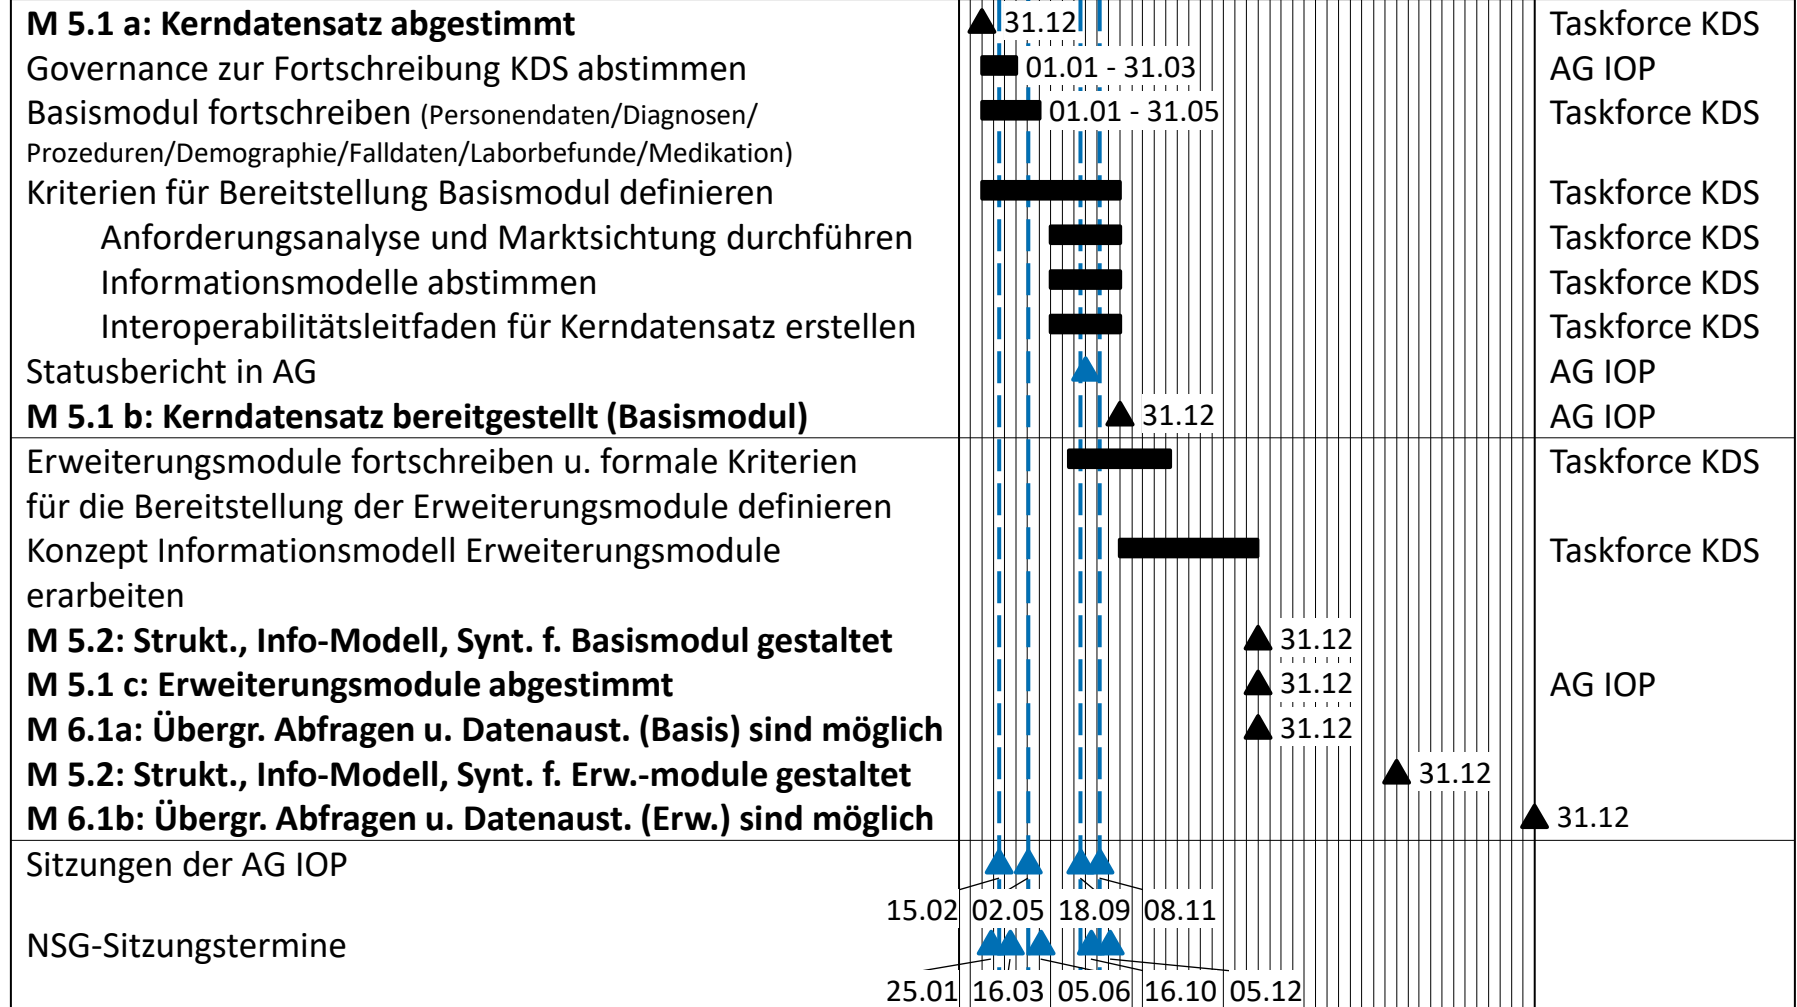 M 5.1 a: Kerndatensatz abgestimmt 31.12 Taskforce KDS
Governance zur Fortschreibung KDS abstimmen 01.01 - 31.03 AG IOP
Basismodul fortschreiben (Personendaten/Diagnosen/ 01.01 - 31.05 Taskforce KDS
Prozeduren/Demographie/Falldaten/Laborbefunde/Medikation)
Kriterien für Bereitstellung Basismodul definieren Taskforce KDS
Anforderungsanalyse und Marktsichtung durchführen Taskforce KDS
Informationsmodelle abstimmen Taskforce KDS
Interoperabilitätsleitfaden für Kerndatensatz erstellen Taskforce KDS
Statusbericht in AG AG IOP
M 5.1 b: Kerndatensatz bereitgestellt (Basismodul) 31.12 AG IOP
Erweiterungsmodule fortschreiben u. formale Kriterien Taskforce KDS
für die Bereitstellung der Erweiterungsmodule definieren
Konzept Informationsmodell Erweiterungsmodule Taskforce KDS
erarbeiten
M 5.2: Strukt., Info-Modell, Synt. f. Basismodul gestaltet 31.12
M 5.1 c: Erweiterungsmodule abgestimmt 31.12 AG IOP
M 6.1a: Übergr. Abfragen u. Datenaust. (Basis) sind möglich 31.12
M 5.2: Strukt., Info-Modell, Synt. f. Erw.-module gestaltet 31.12
M 6.1b: Übergr. Abfragen u. Datenaust. (Erw.) sind möglich 31.12
Sitzungen der AG IOP
15.02 02.05 18.09 08.11
NSG-Sitzungstermine
25.01 16.03 05.06 16.10 05.12